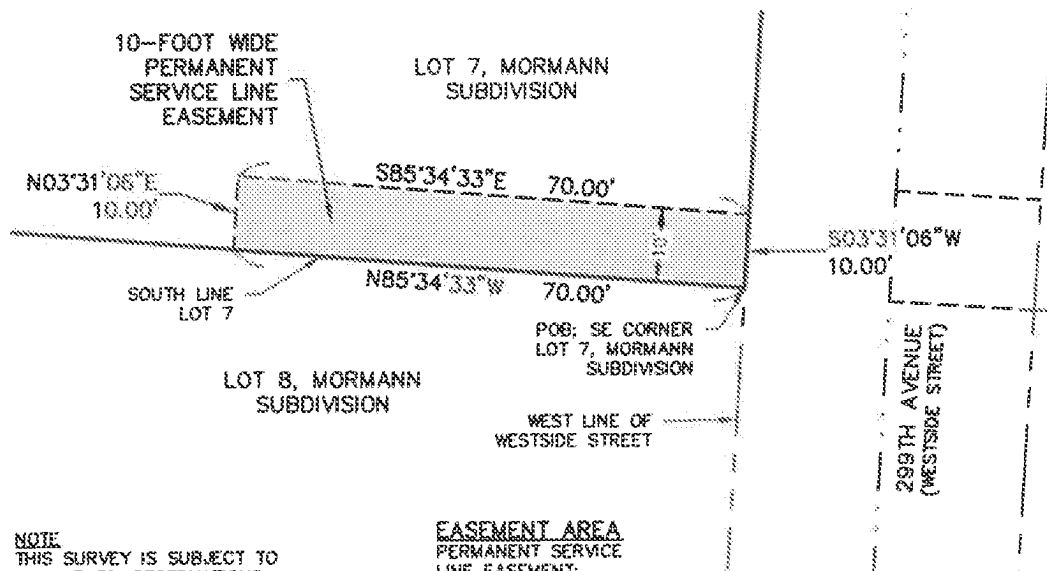 10-FOOT WIDE
PERMANENT
SERVICE LINE
EASEMENT
LOT 7, MORMANN
SUBDIVISION
N03°31'06"E
10.00'
S85°34'33"E 70.00'
10'
S03°31'06"W
10.00'
N85°34'33"W 70.00'
SOUTH LINE
LOT 7
POB: SE CORNER
LOT 7, MORMANN
SUBDIVISION
LOT 8, MORMANN
SUBDIVISION
WEST LINE OF
WESTSIDE STREET
299TH AVENUE
(WESTSIDE STREET)
NOTE
THIS SURVEY IS SUBJECT TO
EASEMENT AREA
PERMANENT SERVICE
LINE EASEMENT: